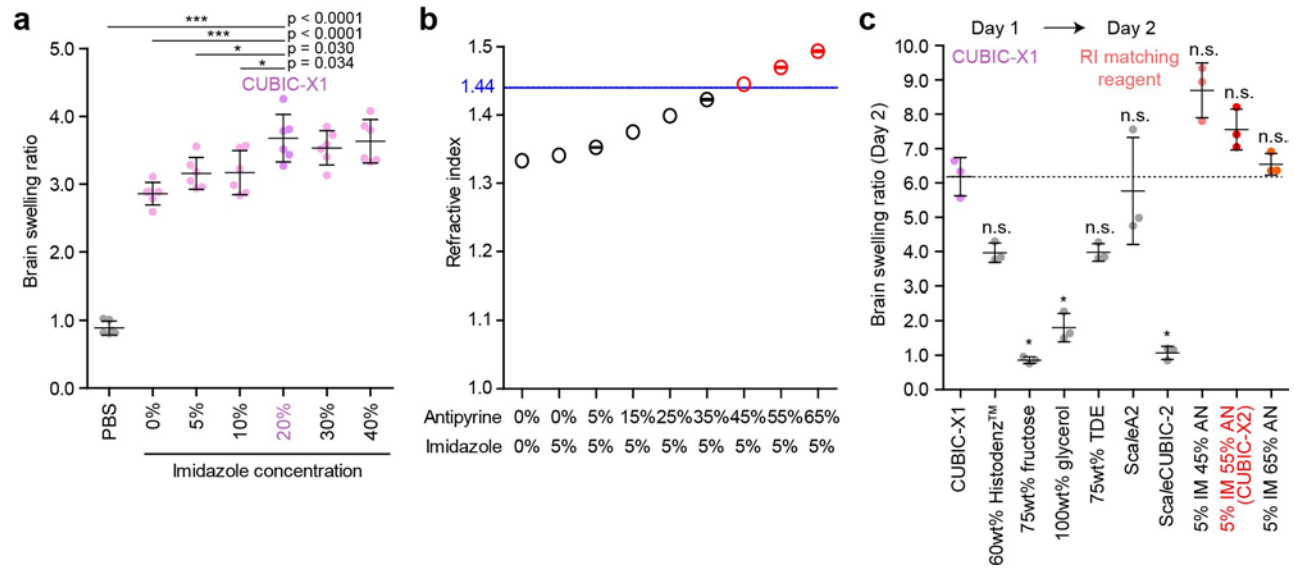 a
***
p < 0.0001
***
p < 0.0001
*
p = 0.030
*
p = 0.034
CUBIC-X1
Brain swelling ratio
5.0
4.0
3.0
2.0
1.0
0.0
PBS
0%
5%
10%
20%
30%
40%
Imidazole concentration
b
Refractive index
1.5
1.44
1.4
1.3
1.2
1.1
1.0
Antipyrine 0% 0% 5% 15% 25% 35% 45% 55% 65%
Imidazole 0% 5% 5% 5% 5% 5% 5% 5% 5%
c
Day 1 → Day 2
CUBIC-X1
RI matching
reagent
Brain swelling ratio (Day 2)
10.0
9.0
8.0
7.0
6.0
5.0
4.0
3.0
2.0
1.0
0.0
n.s.
*
*
n.s.
n.s.
*
n.s.
n.s.
n.s.
CUBIC-X1
60wt% Histodenz™
75wt% fructose
100wt% glycerol
75wt% TDE
ScaleA2
ScaleCUBIC-2
5% IM 45% AN
5% IM 55% AN
(CUBIC-X2)
5% IM 65% AN